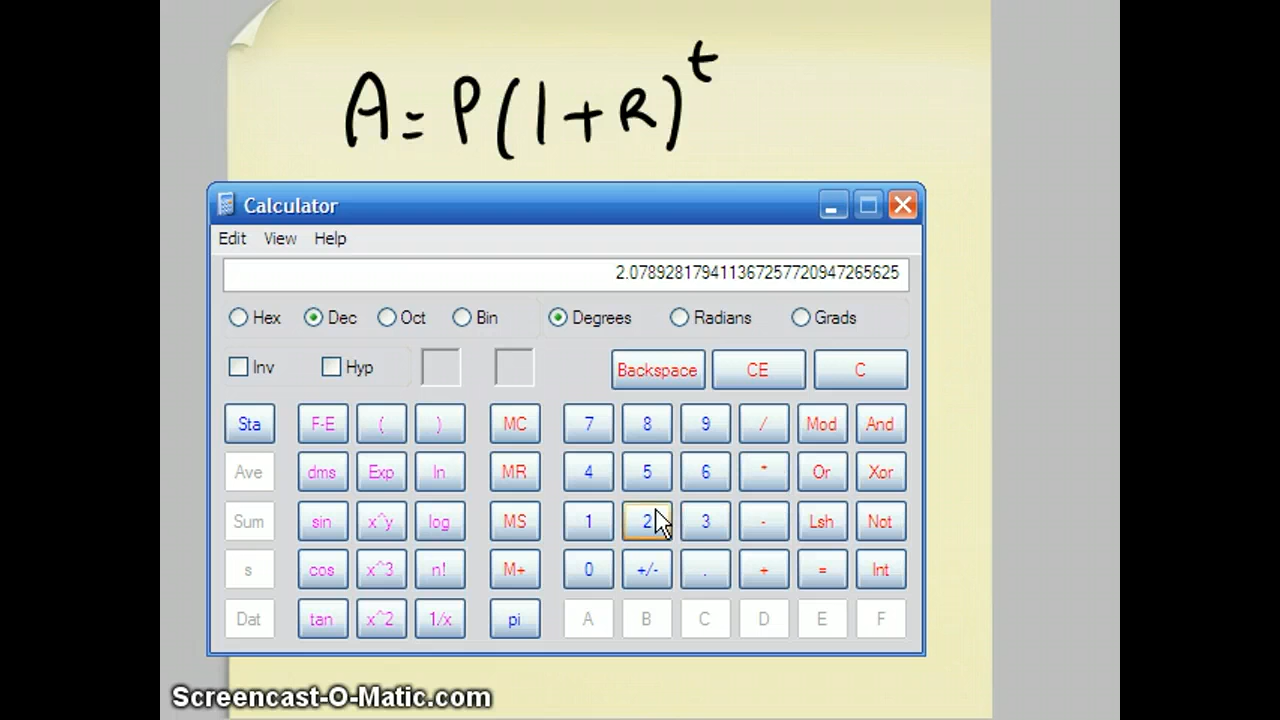 A = P(1+R)^t
Calculator
Edit View Help
2.0789281794113672577209​47265625
Hex Dec Oct Bin Degrees Radians Grads
Inv Hyp Backspace CE C
Sta F-E ( ) MC 7 8 9 / Mod And
Ave dms Exp ln MR 4 5 6 * Or Xor
Sum sin x^y log MS 1 2 3 - Lsh Not
s cos x^3 n! M+ 0 +/- . + = Int
Dat tan x^2 1/x pi A B C D E F
Screencast-O-Matic.com